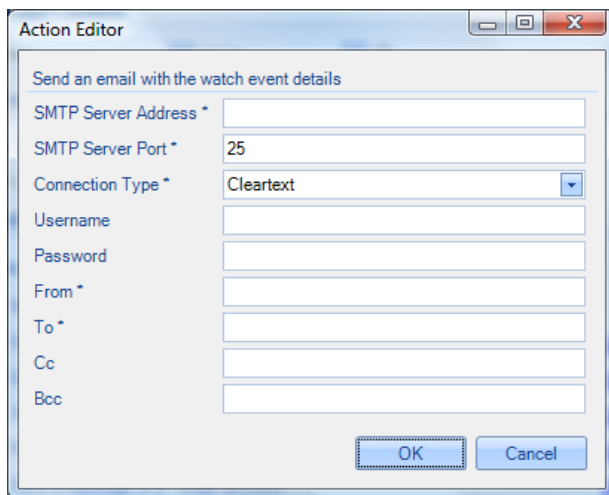 Action Editor
Send an email with the watch event details
SMTP Server Address *
SMTP Server Port * 25
Connection Type * Cleartext
Username
Password
From *
To *
Cc
Bcc
OK Cancel